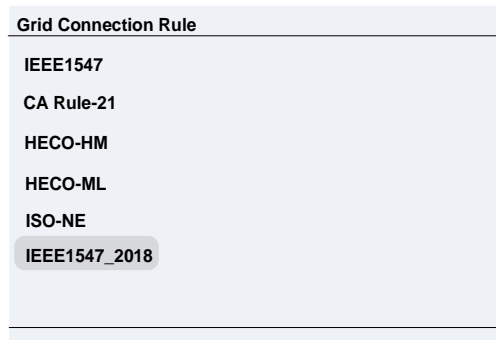 Grid Connection Rule
IEEE1547
CA Rule-21
HECO-HM
HECO-ML
ISO-NE
IEEE1547_2018